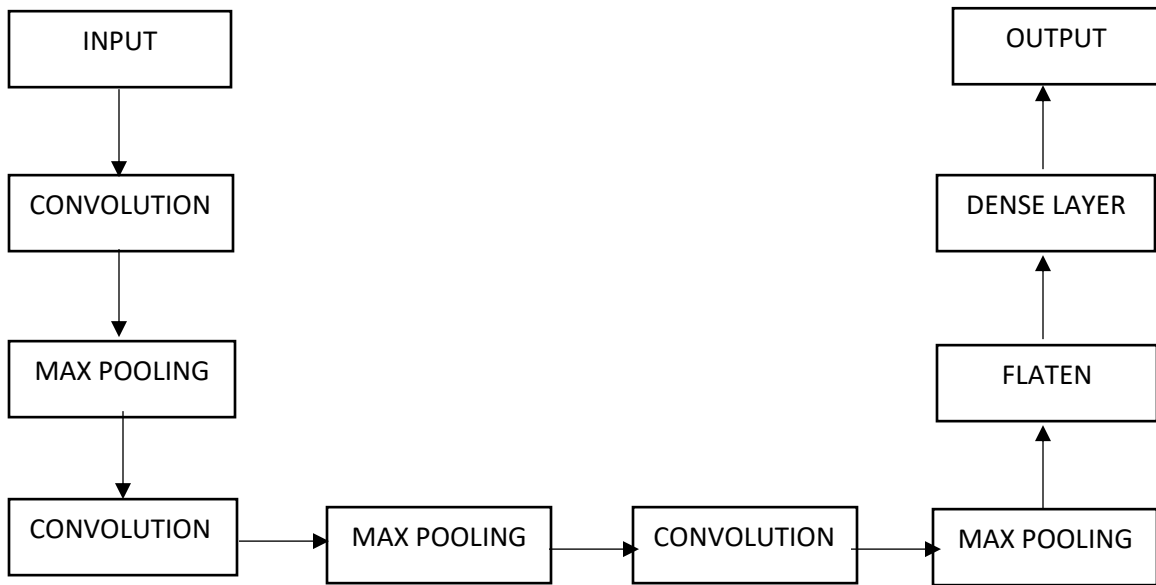 INPUT
CONVOLUTION
MAX POOLING
CONVOLUTION
MAX POOLING
CONVOLUTION
MAX POOLING
FLATEN
DENSE LAYER
OUTPUT